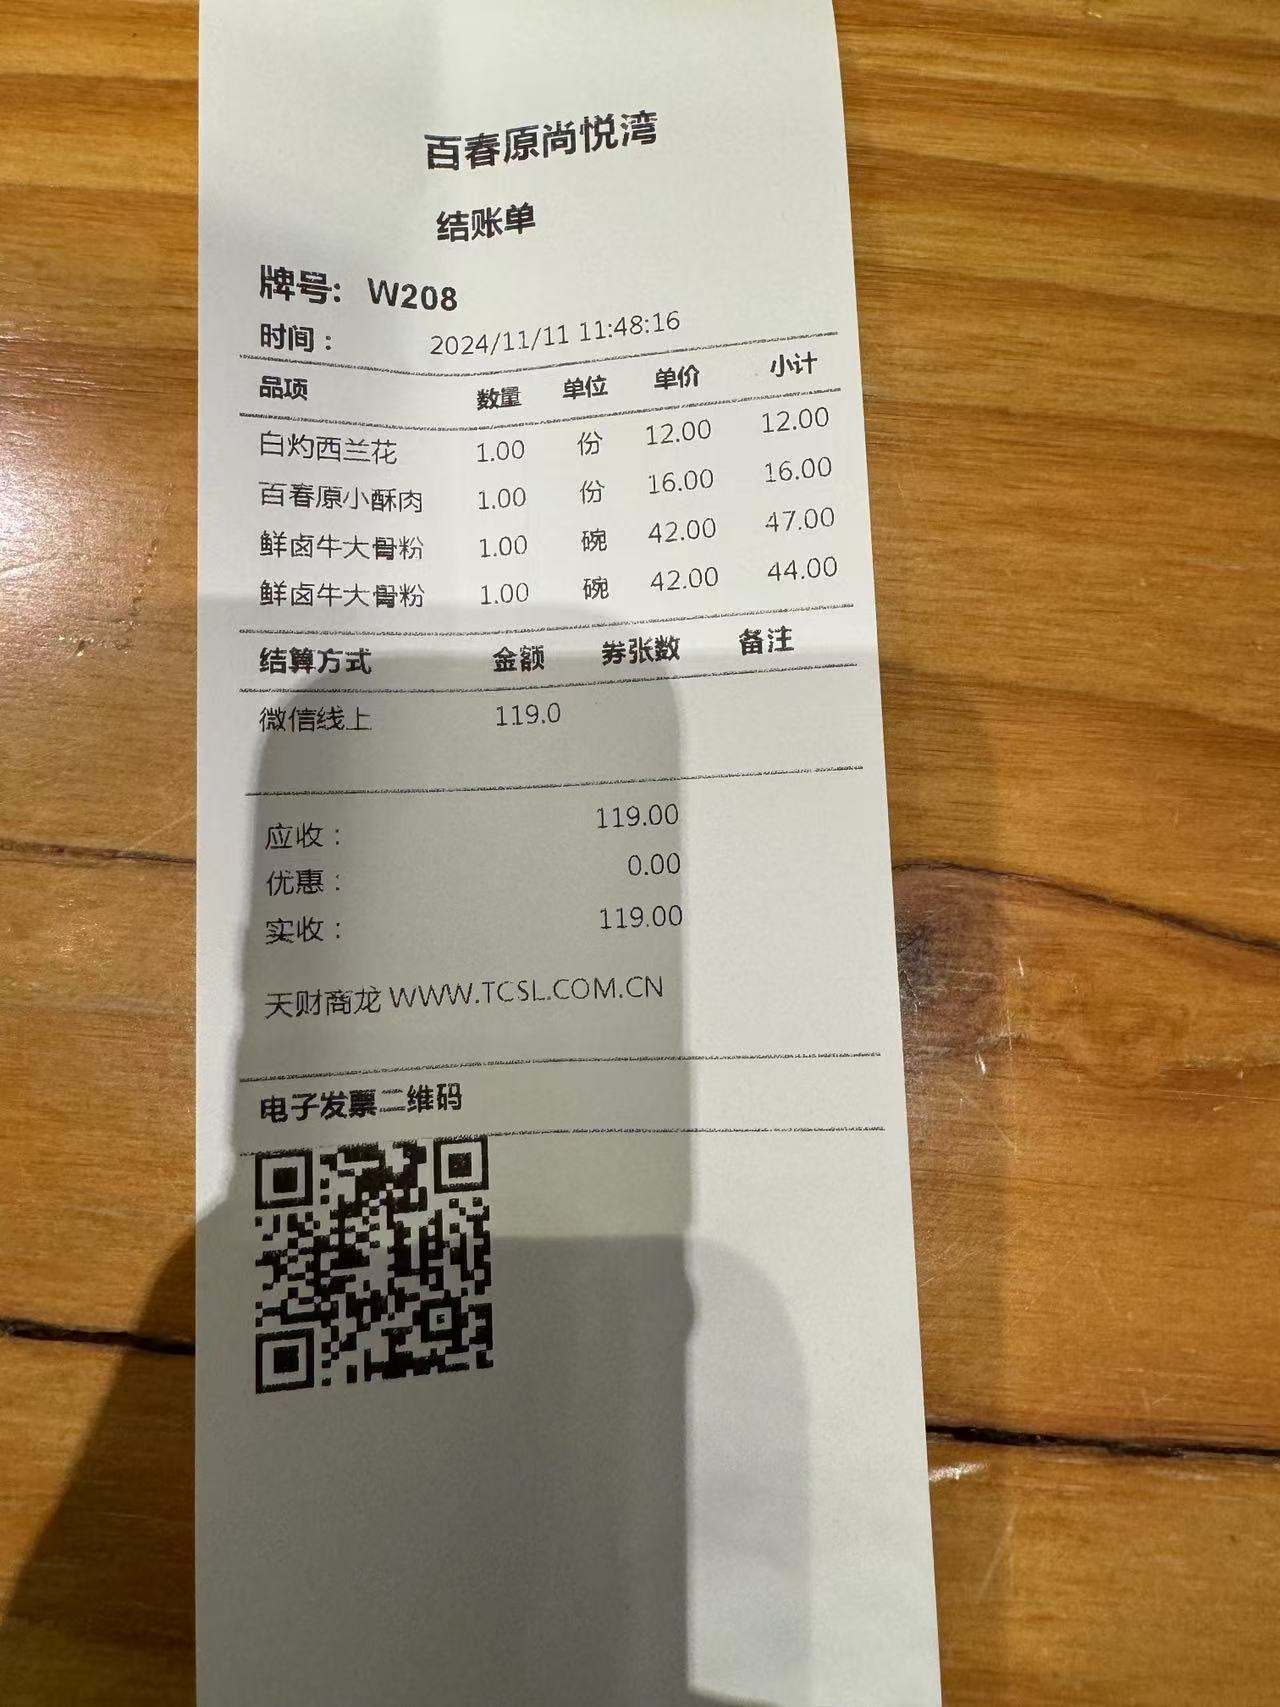 百春原尚悦湾
结账单
牌号: W208
时间： 2024/11/11 11:48:16
品项 数量 单位 单价 小计
白灼西兰花 1.00 份 12.00 12.00
百春原小酥肉 1.00 份 16.00 16.00
鲜卤牛大骨粉 1.00 碗 42.00 47.00
鲜卤牛大骨粉 1.00 碗 42.00 44.00
结算方式 金额 券张数 备注
微信线上 119.0
应收： 119.00
优惠： 0.00
实收： 119.00
天财商龙 WWW.TCSL.COM.CN
电子发票二维码